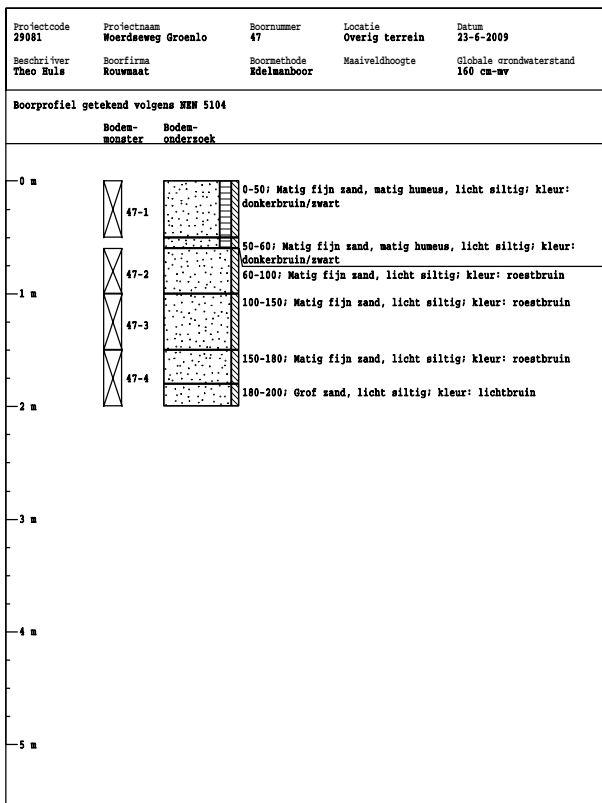 Projectcode Projectnaam Boornummer Locatie Datum
29081 Woerdseweg Groenlo 47 Overig terrein 23-6-2009
Beschrijver Boorfirma Boormethode Maaiveldhoogte Globale grondwaterstand
Theo Huls Rouwmaat Edelmanboor 160 cm-mv
Boorprofiel getekend volgens NEN 5104
Bodem- Bodem-
monster onderzoek
0 m
0-50; Matig fijn zand, matig humeus, licht siltig; kleur:
donkerbruin/zwart
47-1
50-60; Matig fijn zand, matig humeus, licht siltig; kleur:
donkerbruin/zwart
47-2
60-100; Matig fijn zand, licht siltig; kleur: roestbruin
1 m
100-150; Matig fijn zand, licht siltig; kleur: roestbruin
47-3
150-180; Matig fijn zand, licht siltig; kleur: roestbruin
47-4
180-200; Grof zand, licht siltig; kleur: lichtbruin
2 m
3 m
4 m
5 m